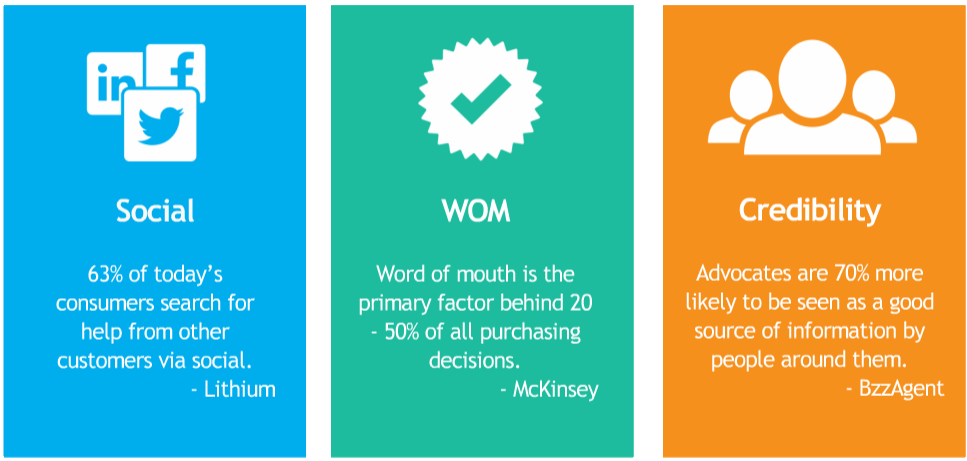 in f
Social
63% of today's
consumers search for
help from other
customers via social.
- Lithium
WOM
Word of mouth is the
primary factor behind 20
- 50% of all purchasing
decisions.
- McKinsey
Credibility
Advocates are 70% more
likely to be seen as a good
source of information by
people around them.
- BzzAgent